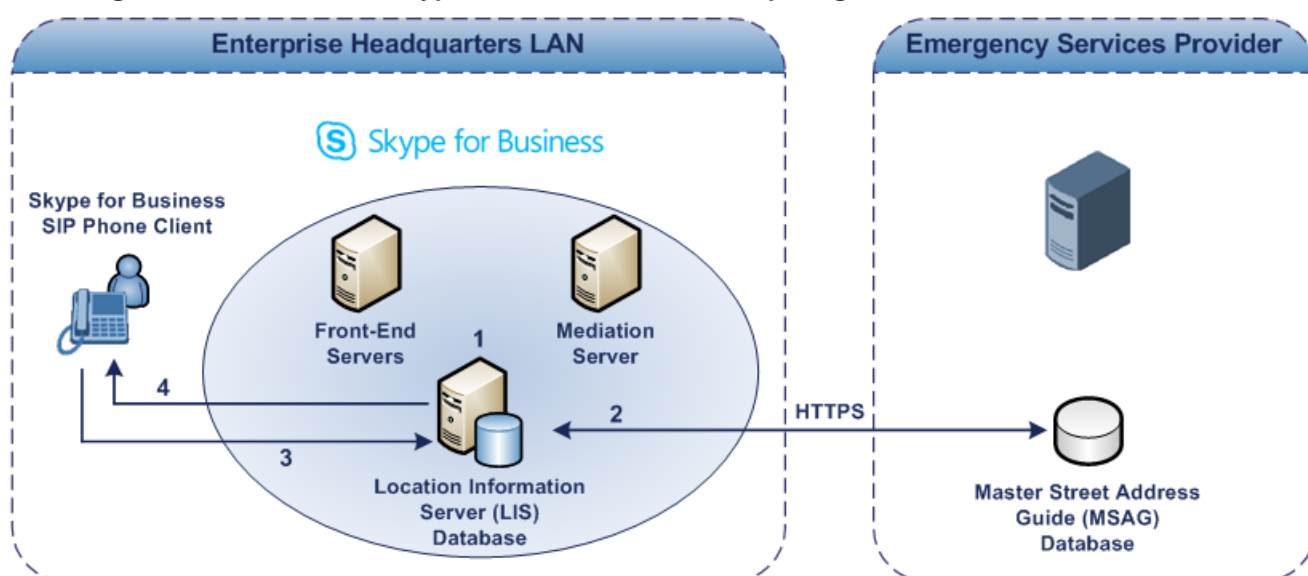 Enterprise Headquarters LAN
Emergency Services Provider
S Skype for Business
Skype for Business
SIP Phone Client
Front-End
Servers
1
Mediation
Server
4
2
HTTPS
3
Location Information
Server (LIS)
Database
Master Street Address
Guide (MSAG)
Database